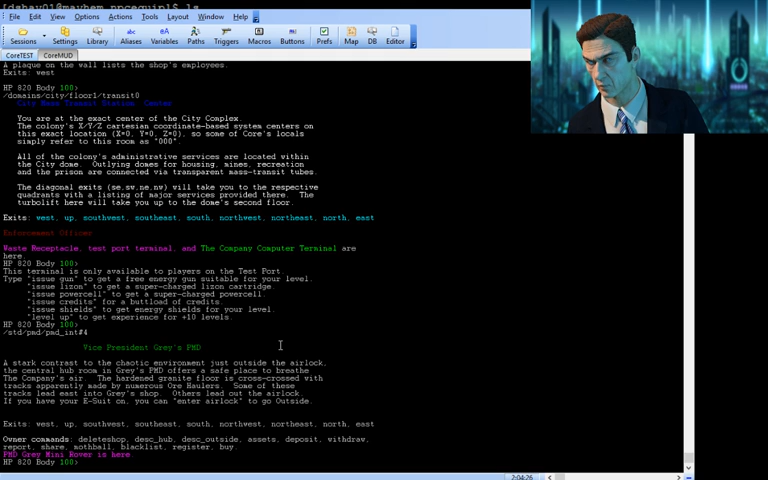 [dshay01@mayhem npcequip]$ ls
File Edit View Options Actions Tools Layout Window Help
Sessions Settings Library Aliases Variables Paths Triggers Macros Buttons Prefs Map DB Editor
CoreTEST CoreMUD
A plaque on the wall lists the shop's employees.
Exits: west
HP 820 Body 100>
/domains/city/floor1/transit0
Station, Center
You are at the exact center of the City Complex.
The colony's X/Y/Z cartesian coordinate-based system centers on
this exact location (X=0, Y=0, Z=0), so some of Core's locals
simply refer to this room as "000".
All of the colony's administrative services are located within
the City dome. Outlying domes for housing, mines, recreation
and the prison are connected via transparent mass-transit tubes.
The diagonal exits (se,sw,ne,nw) will take you to the respective
quadrants with a listing of major services provided there. The
turbolift here will take you up to the dome's second floor.
Exits: west, up, southwest, southeast, south, northwest, northeast, north, east
Enforcement Officer
Waste Receptacle, test port terminal, and The Company Computer Terminal are
here.
HP 820 Body 100>
This terminal is only available to players on the Test Port.
Type "issue gun" to get a free energy gun suitable for your level.
"issue lizon" to get a super-charged lizon cartridge.
"issue powercell" to get a super-charged powercell.
"issue credits" for a buttload of credits.
"issue shields" to get energy shields for your level.
"level up" to get experience for +10 levels.
HP 820 Body 100>
/std/pmd/pmd_int#4
Vice President Grey's PMD
A stark contrast to the chaotic environment just outside the airlock,
the central hub room in Grey's PMD offers a safe place to breathe
The Company's air. The hardened granite floor is cross-crossed with
tracks apparently made by numerous Ore Haulers. Some of these
tracks lead east into Grey's shop. Others lead out the airlock.
If you have your E-Suit on, you can "enter airlock" to go Outside.
Exits: west, up, southwest, southeast, south, northwest, northeast, north, east
Owner commands: deleteshop, desc_hub, desc_outside, assets, deposit, withdraw,
report, share, mothball, blacklist, register, buy.
PMD Grey Mini Rover is here
HP 820 Body 100>
2:04:26